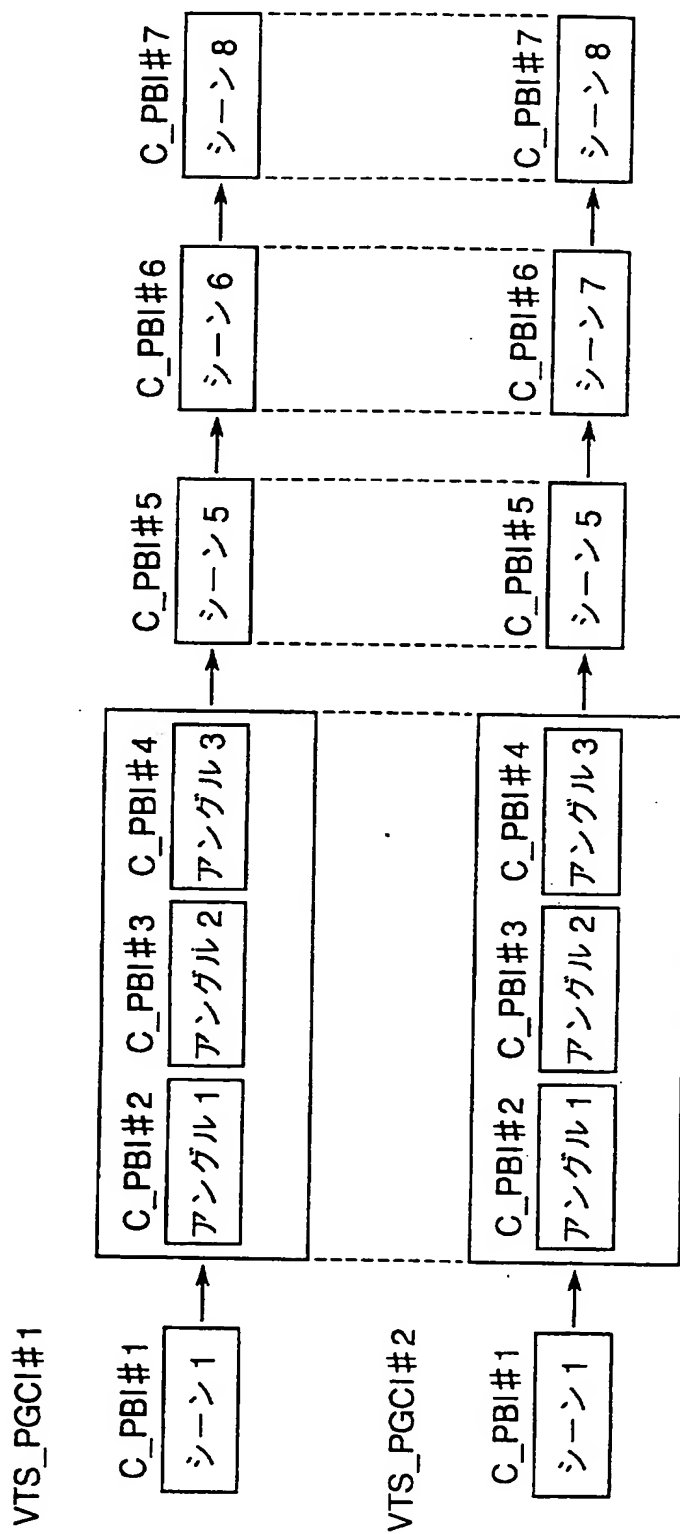 VTS_PGCI#1
C_PBI#1
シーン1
C_PBI#2
アングル1
C_PBI#3
アングル2
C_PBI#4
アングル3
C_PBI#5
シーン5
C_PBI#6
シーン6
C_PBI#7
シーン8
VTS_PGCI#2
C_PBI#1
シーン1
C_PBI#2
アングル1
C_PBI#3
アングル2
C_PBI#4
アングル3
C_PBI#5
シーン5
C_PBI#6
シーン7
C_PBI#7
シーン8